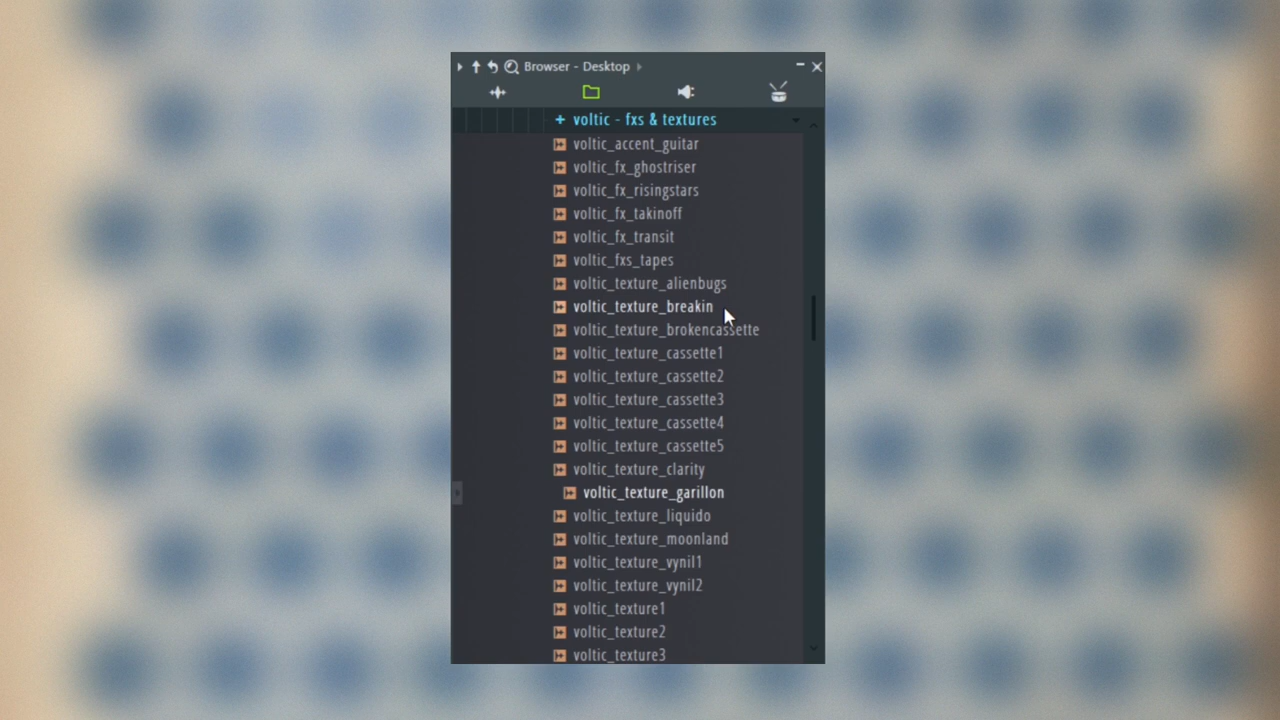 Browser - Desktop
voltic - fxs & textures
voltic_accent_guitar
voltic_fx_ghostriser
voltic_fx_risingstars
voltic_fx_takinoff
voltic_fx_transit
voltic_fxs_tapes
voltic_texture_alienbugs
voltic_texture_breakin
voltic_texture_brokencassette
voltic_texture_cassette1
voltic_texture_cassette2
voltic_texture_cassette3
voltic_texture_cassette4
voltic_texture_cassette5
voltic_texture_clarity
voltic_texture_garillon
voltic_texture_liquido
voltic_texture_moonland
voltic_texture_vynil1
voltic_texture_vynil2
voltic_texture1
voltic_texture2
voltic_texture3